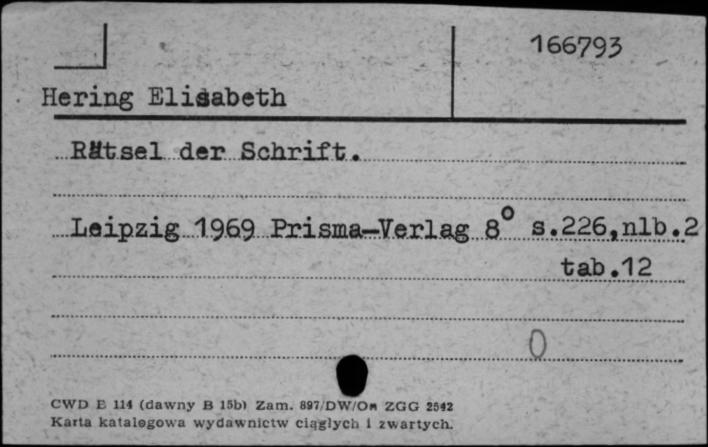 166793
Hering Elisabeth
Rätsel der Schrift.
Leipzig 1969 Prisma-Verlag 8° s.226,nlb.2
tab.12
0
CWD B 114 (dawny B 15b) Zam. 897/DW/Om ZGG 2542
Karta katalogowa wydawnictw ciągłych i zwartych.